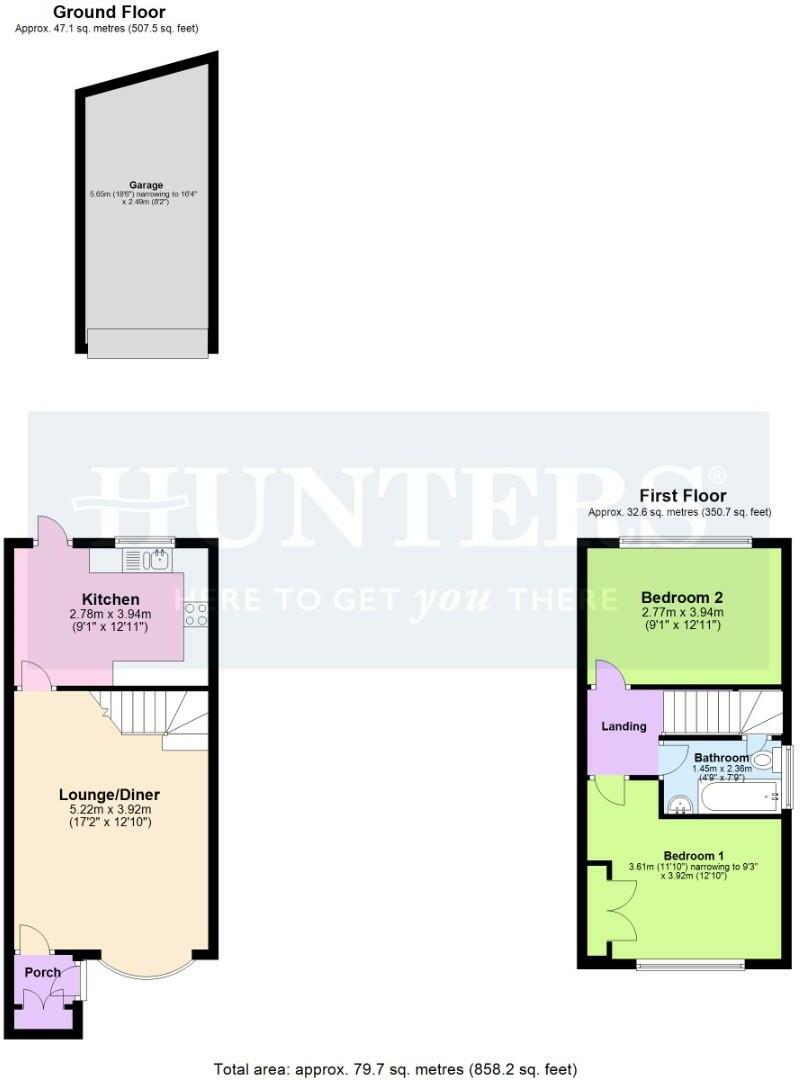 Ground Floor
Approx. 47.1 sq. metres (507.5 sq. feet)
Garage
5.65m (18'6") narrowing to 16'4"
x 2.49m (8'2")
HUNTERS®
HERE TO GET you THERE
First Floor
Approx. 32.6 sq. metres (350.7 sq. feet)
Kitchen
2.78m x 3.94m
(9'1" x 12'11")
Bedroom 2
2.77m x 3.94m
(9'1" x 12'11")
Landing
Bathroom
1.45m x 2.36m
(4'9" x 7'9")
Lounge/Diner
5.22m x 3.92m
(17'2" x 12'10")
Bedroom 1
3.61m (11'10") narrowing to 9'3"
x 3.92m (12'10")
Porch
Total area: approx. 79.7 sq. metres (858.2 sq. feet)